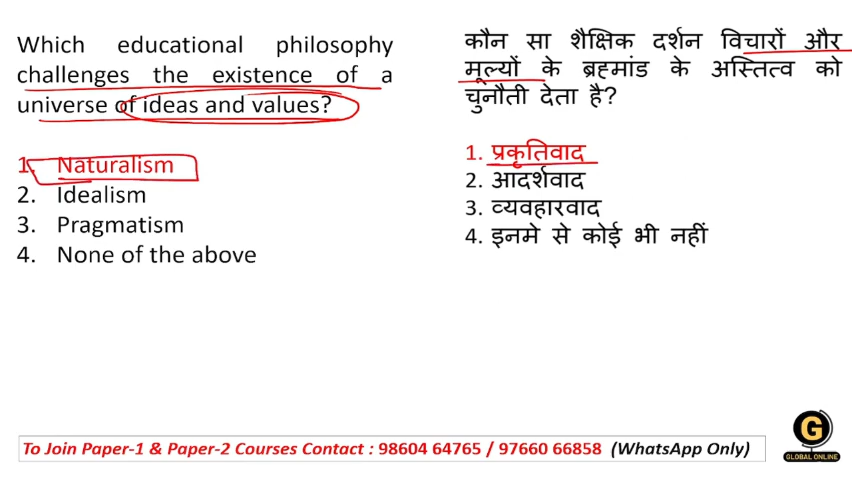 Which educational philosophy
challenges the existence of a
universe of ideas and values?
1. Naturalism
2. Idealism
3. Pragmatism
4. None of the above
कौन सा शैक्षिक दर्शन विचारों और
मूल्यों के ब्रह्मांड के अस्तित्व को
चुनौती देता है?
1. प्रकृतिवाद
2. आदर्शवाद
3. व्यवहारवाद
4. इनमे से कोई भी नहीं
To Join Paper-1 & Paper-2 Courses Contact : 98604 64765 / 97660 66858 (WhatsApp Only)
G
GLOBAL ONLINE